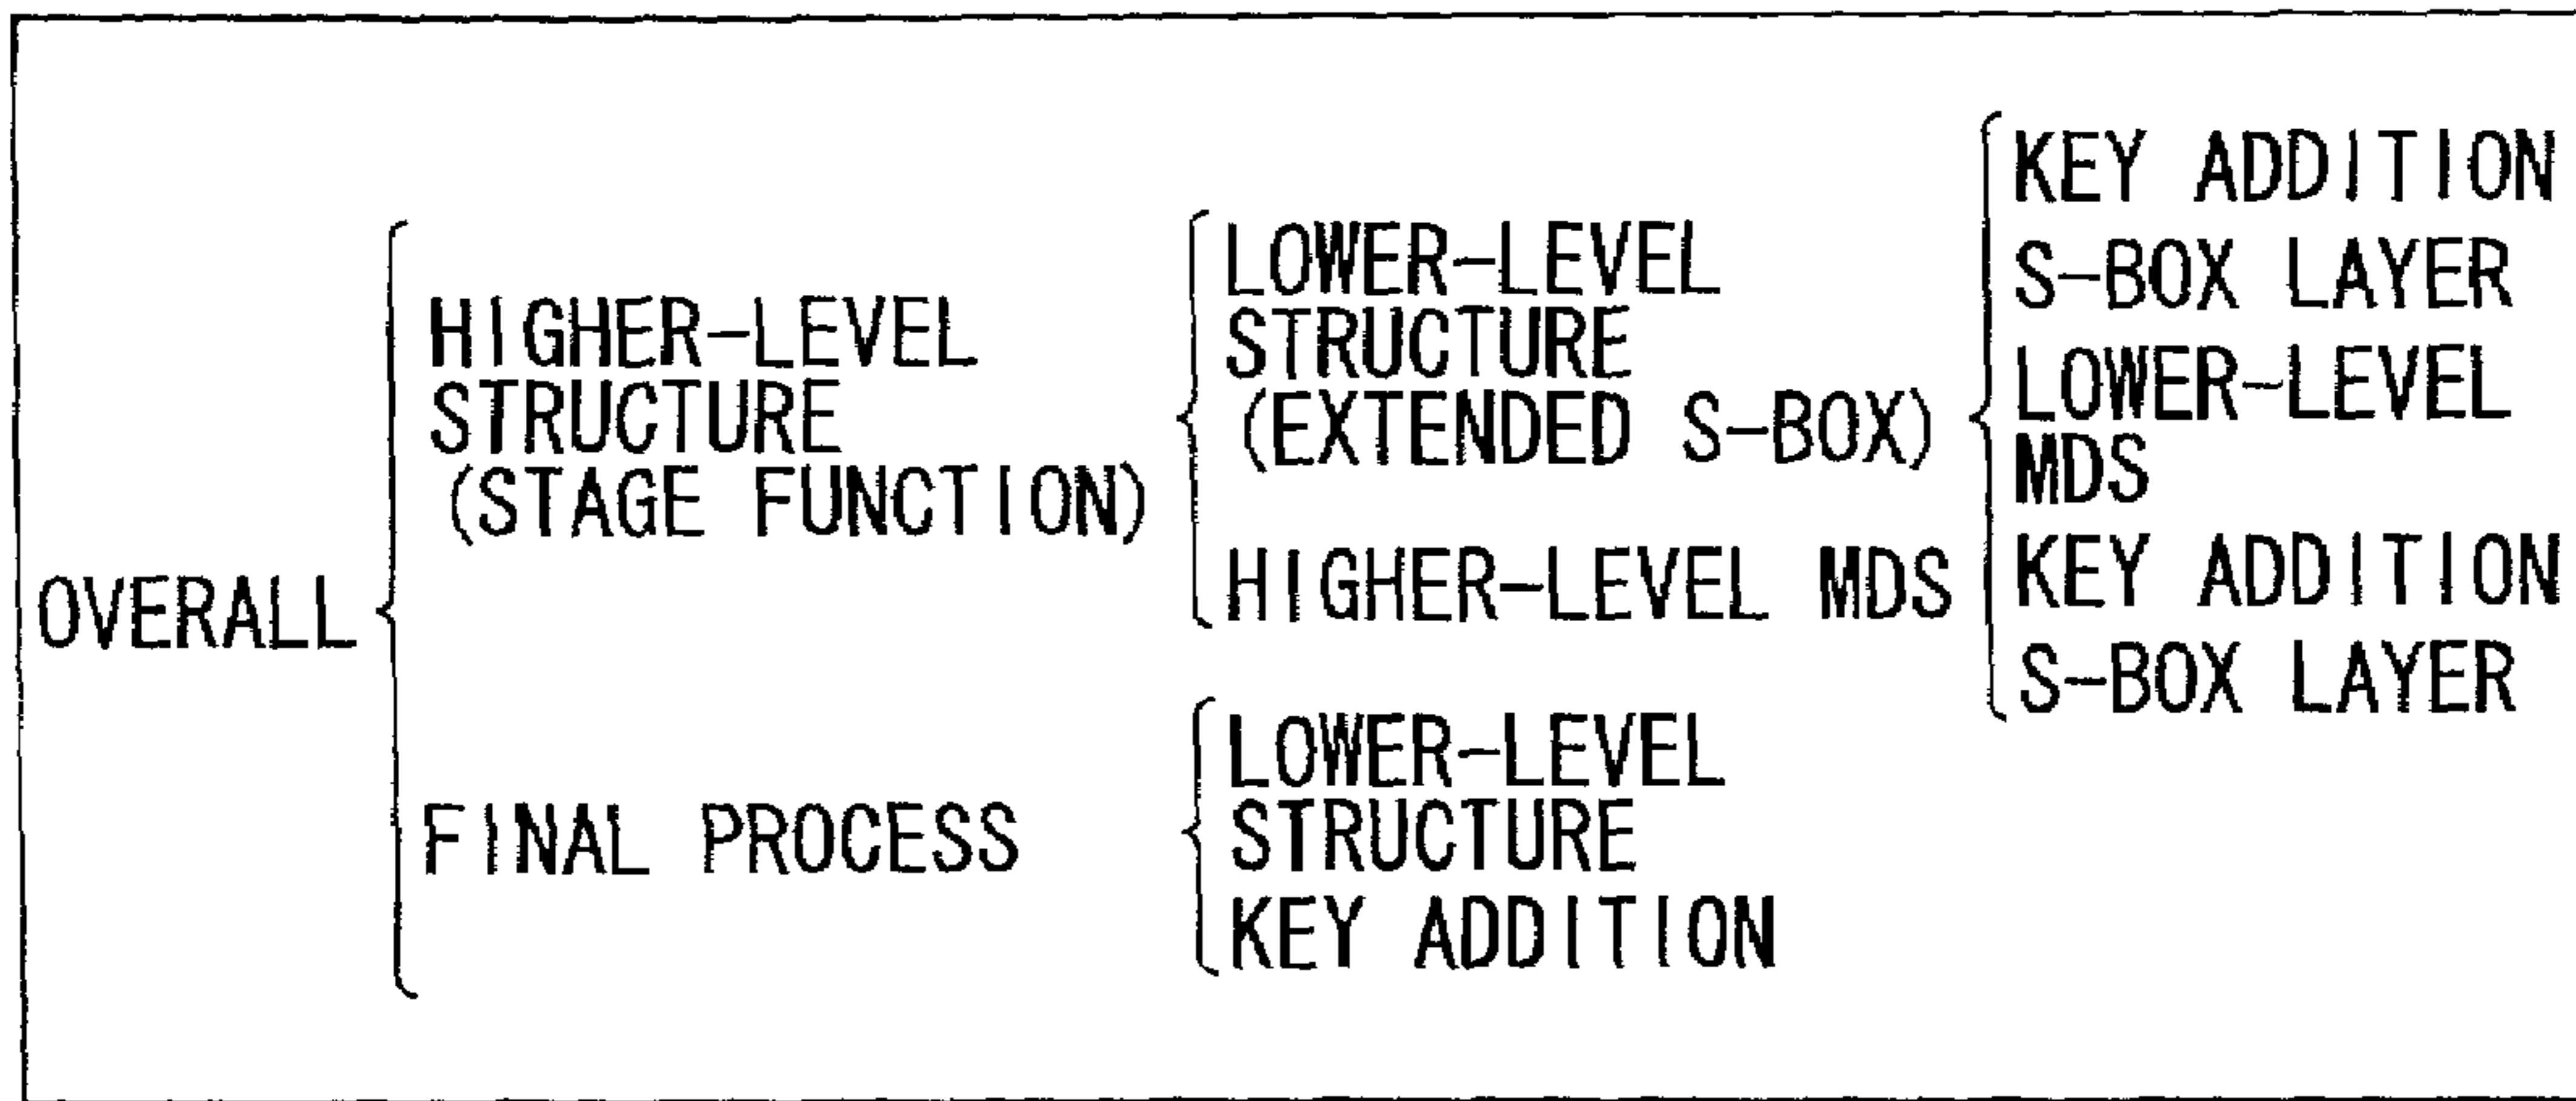 OVERALL
HIGHER-LEVEL
STRUCTURE
(STAGE FUNCTION)
FINAL PROCESS
LOWER-LEVEL
STRUCTURE
(EXTENDED S-BOX)
HIGHER-LEVEL MDS
LOWER-LEVEL
STRUCTURE
KEY ADDITION
KEY ADDITION
S-BOX LAYER
LOWER-LEVEL
MDS
KEY ADDITION
S-BOX LAYER